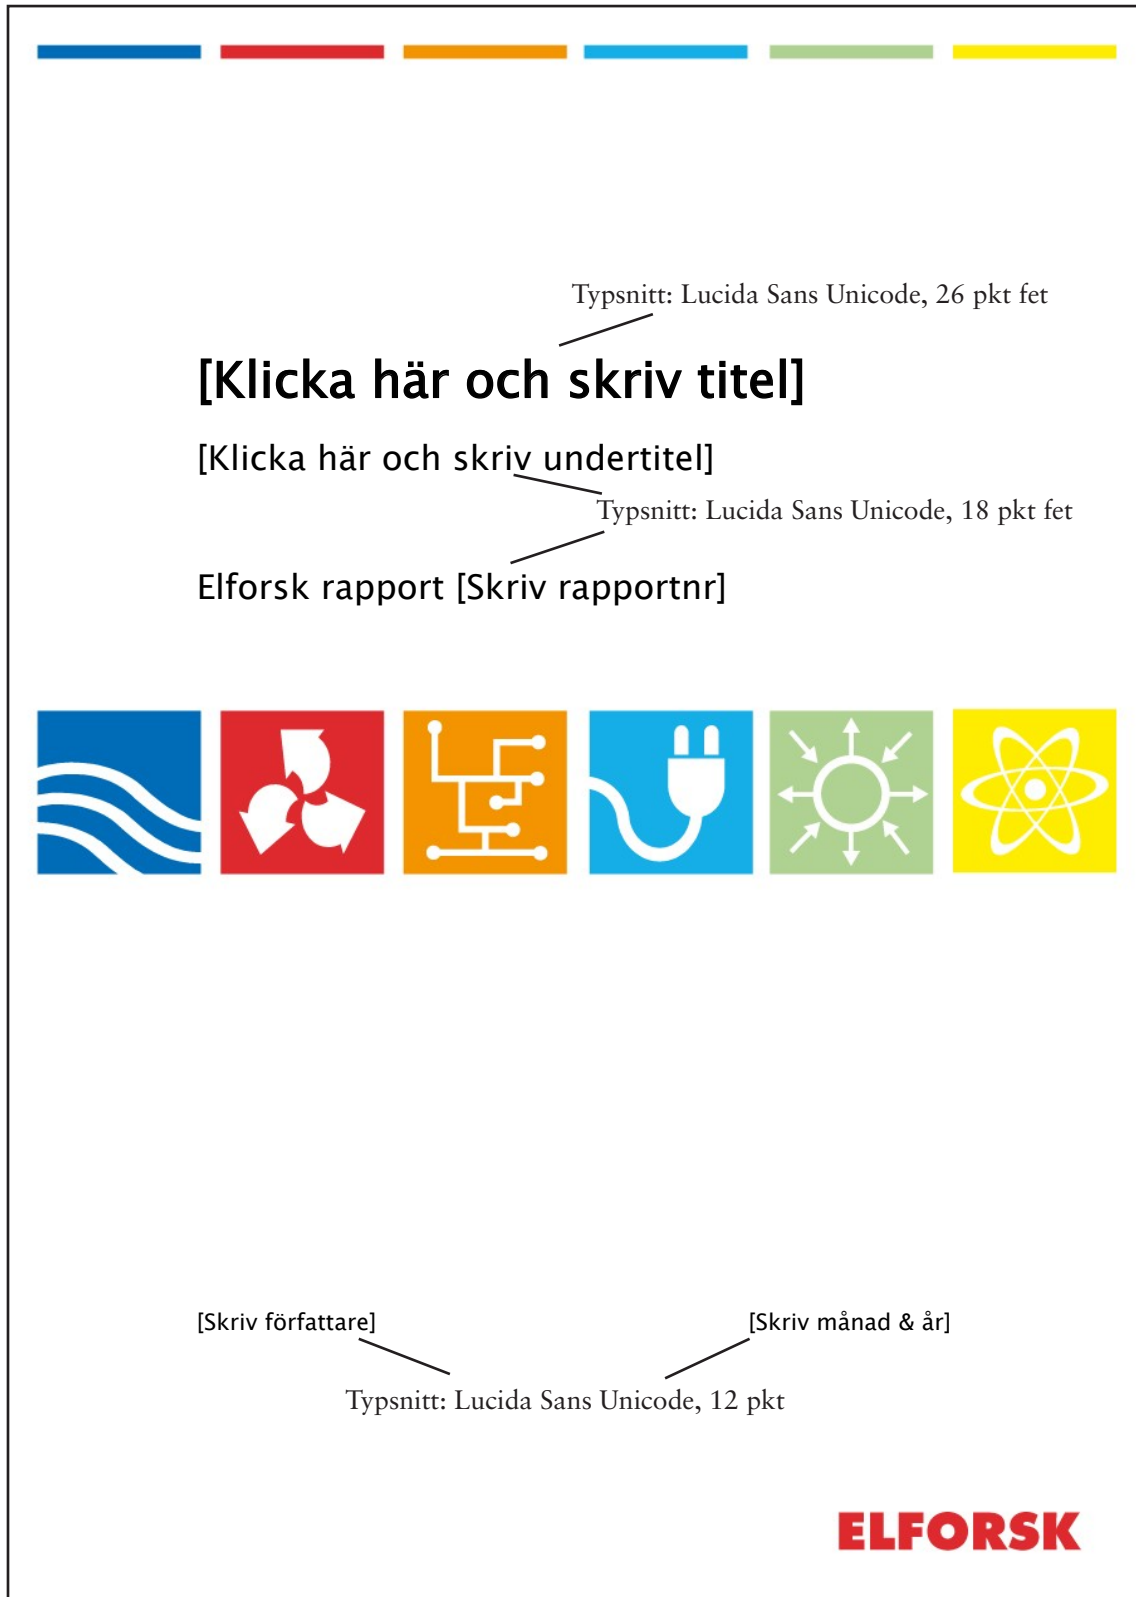 Typsnitt: Lucida Sans Unicode, 26 pkt fet
[Klicka här och skriv titel]
[Klicka här och skriv undertitel]
Typsnitt: Lucida Sans Unicode, 18 pkt fet
Elforsk rapport [Skriv rapportnr]
[Skriv författare] [Skriv månad & år]
Typsnitt: Lucida Sans Unicode, 12 pkt
ELFORSK